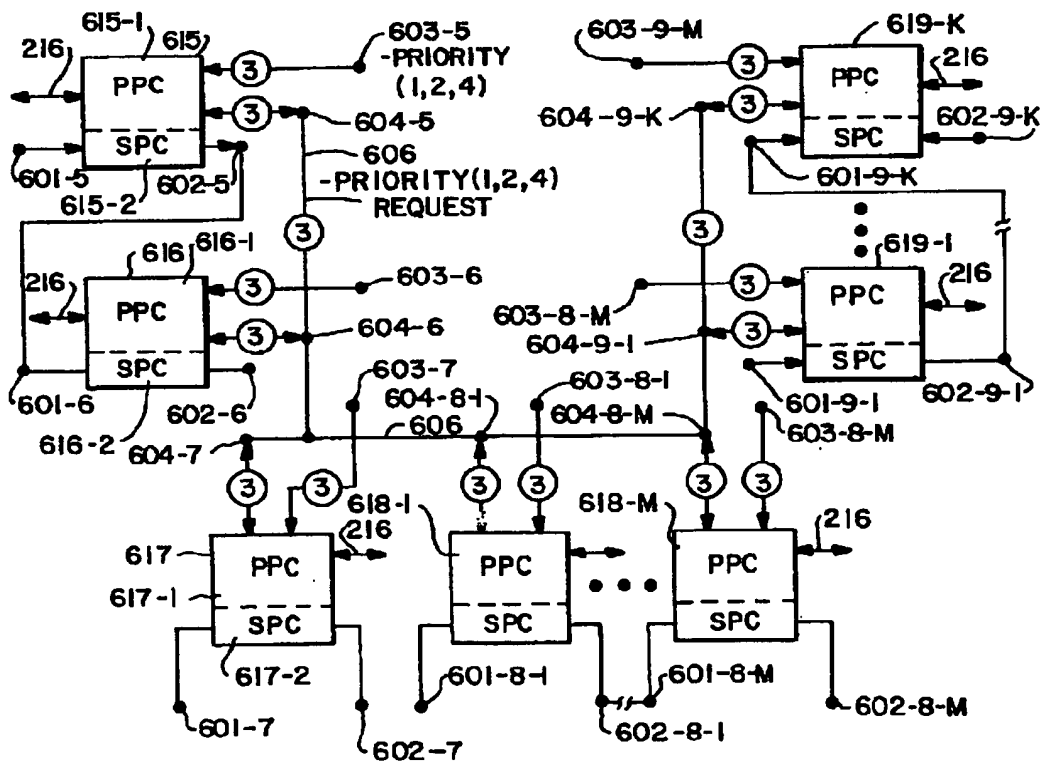 615-1
615
603-5
-PRIORITY
(1,2,4)
216
PPC
3
3
604-5
606
-PRIORITY(1,2,4)
REQUEST
SPC
601-5
602-5
615-2
3
616
616-1
603-6
216
PPC
3
3
604-6
SPC
601-6
602-6
616-2
603-9-M
619-K
3
216
PPC
3
604-9-K
602-9-K
SPC
601-9-K
3
619-1
603-8-M
3
216
PPC
3
604-9-1
SPC
601-9-1
602-9-1
603-7
604-8-1
603-8-1
604-8-M
603-8-M
606
604-7
3
3
3
3
3
3
618-1
618-M
617
216
PPC
617-1
SPC
617-2
601-7
602-7
PPC
SPC
601-8-1
602-8-1
216
PPC
SPC
601-8-M
602-8-M